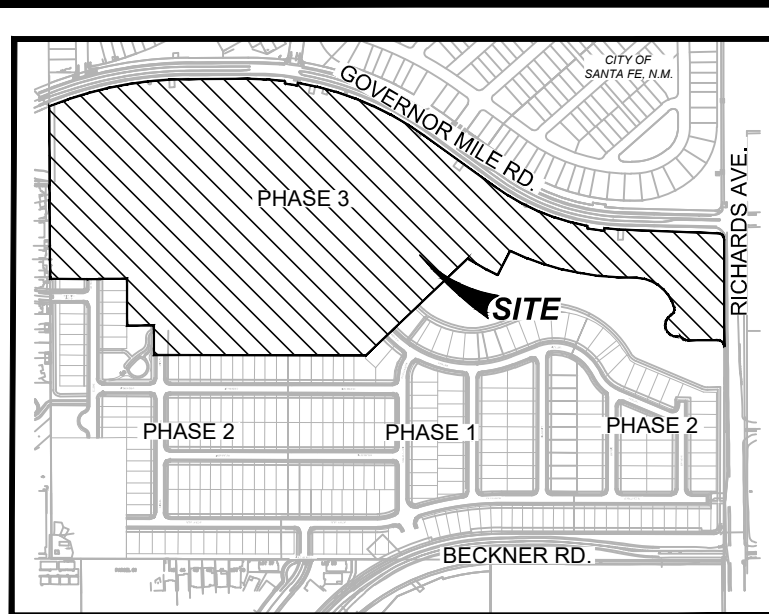 CITY OF
SANTA FE, N.M.
GOVERNOR MILE RD.
PHASE 3
RICHARDS AVE.
SITE
PHASE 2
PHASE 1
PHASE 2
BECKNER RD.